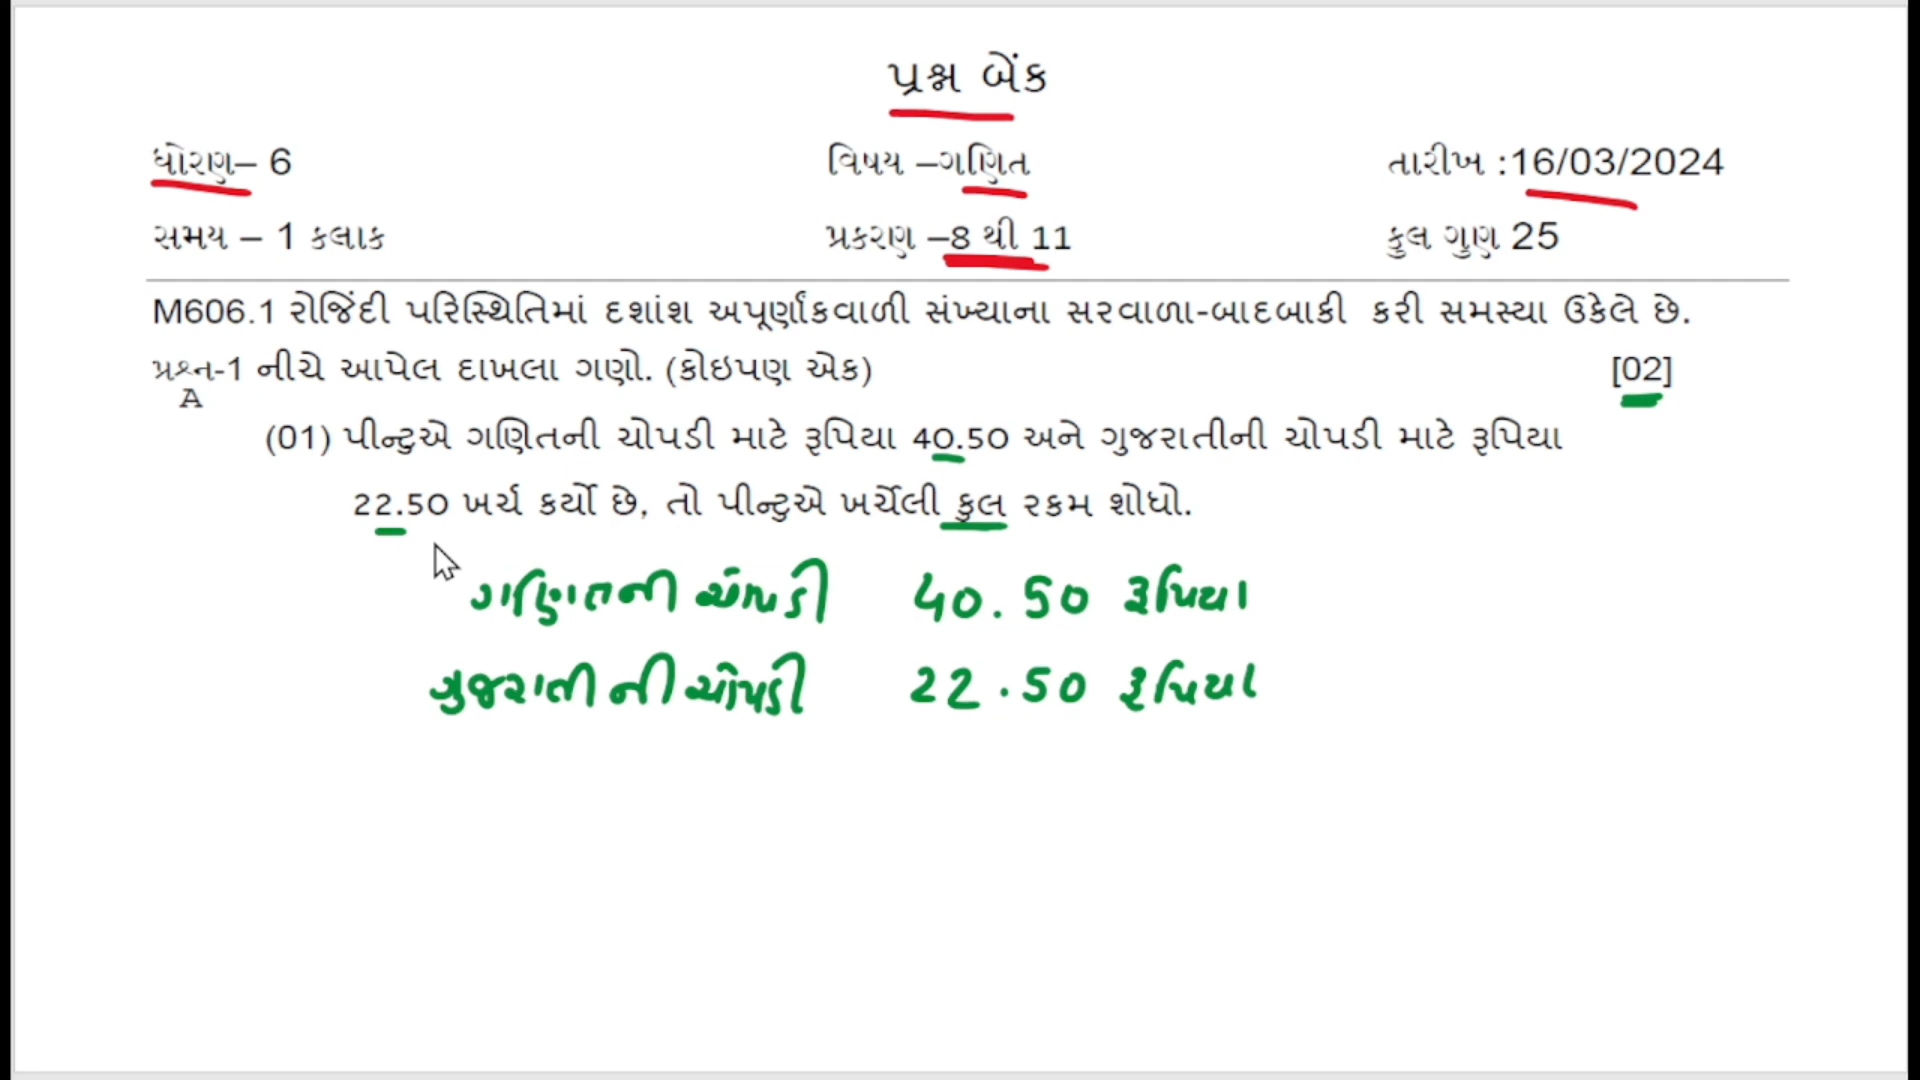 પ્રશ્ન બેંક
ધોરણ– 6 વિષય –ગણિત તારીખ :16/03/2024
સમય – 1 કલાક પ્રકરણ –8 થી 11 કુલ ગુણ 25
M606.1 રોજિંદી પરિસ્થિતિમાં દશાંશ અપૂર્ણાંકવાળી સંખ્યાના સરવાળા-બાદબાકી કરી સમસ્યા ઉકેલે છે.
પ્રશ્ન-1 નીચે આપેલ દાખલા ગણો. (કોઇપણ એક) [02]
A
(01) પીન્ટુએ ગણિતની ચોપડી માટે રૂપિયા 40.50 અને ગુજરાતીની ચોપડી માટે રૂપિયા
22.50 ખર્ચ કર્યો છે, તો પીન્ટુએ ખર્ચેલી કુલ રકમ શોધો.
ગણિતની ચોપડી 40.50 રૂપિયા
ગુજરાતી ની ચોપડી 22.50 રૂપિયા